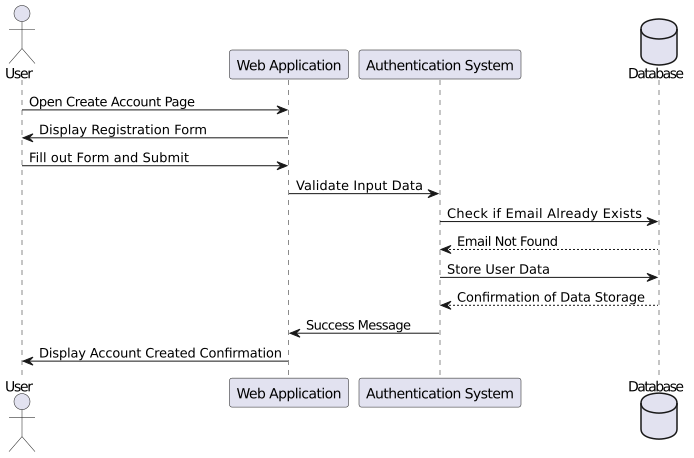 User
Web Application
Authentication System
Database
Open Create Account Page
Display Registration Form
Fill out Form and Submit
Validate Input Data
Check if Email Already Exists
Email Not Found
Store User Data
Confirmation of Data Storage
Success Message
Display Account Created Confirmation
User
Web Application
Authentication System
Database